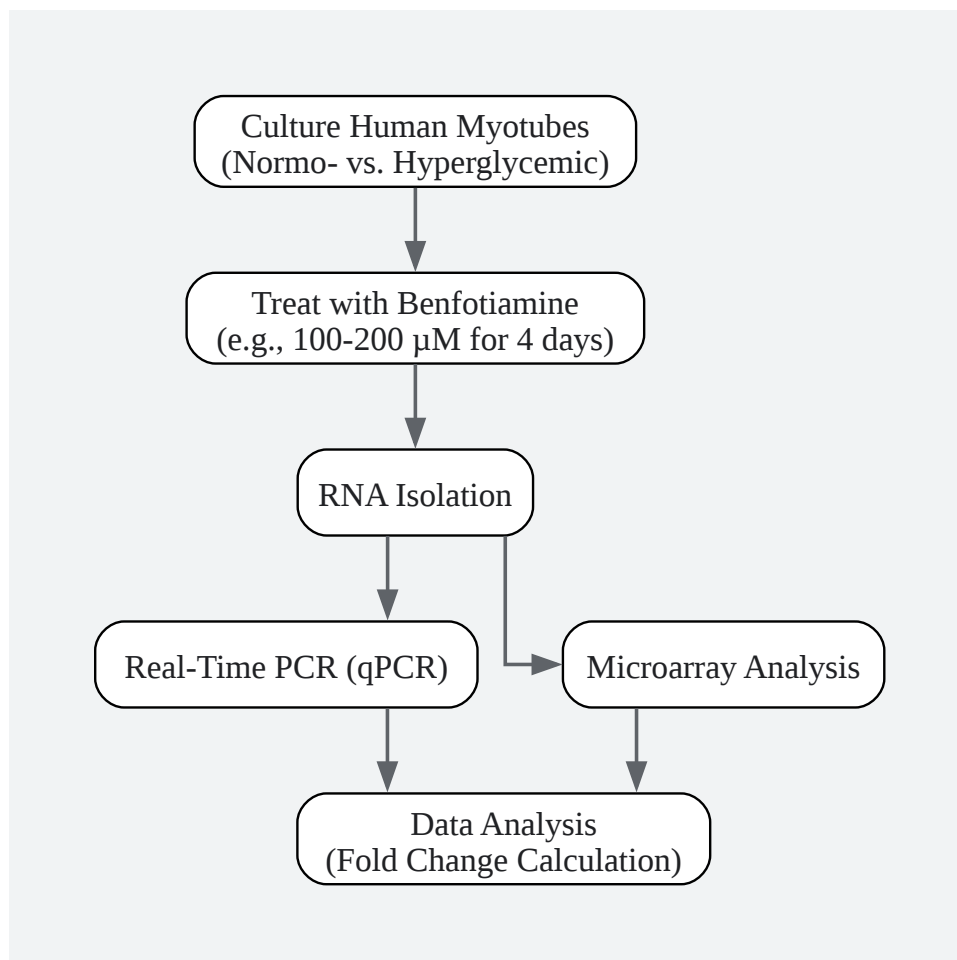 Culture Human Myotubes
(Normo- vs. Hyperglycemic)
Treat with Benfotiamine
(e.g., 100-200 µM for 4 days)
RNA Isolation
Real-Time PCR (qPCR)
Microarray Analysis
Data Analysis
(Fold Change Calculation)